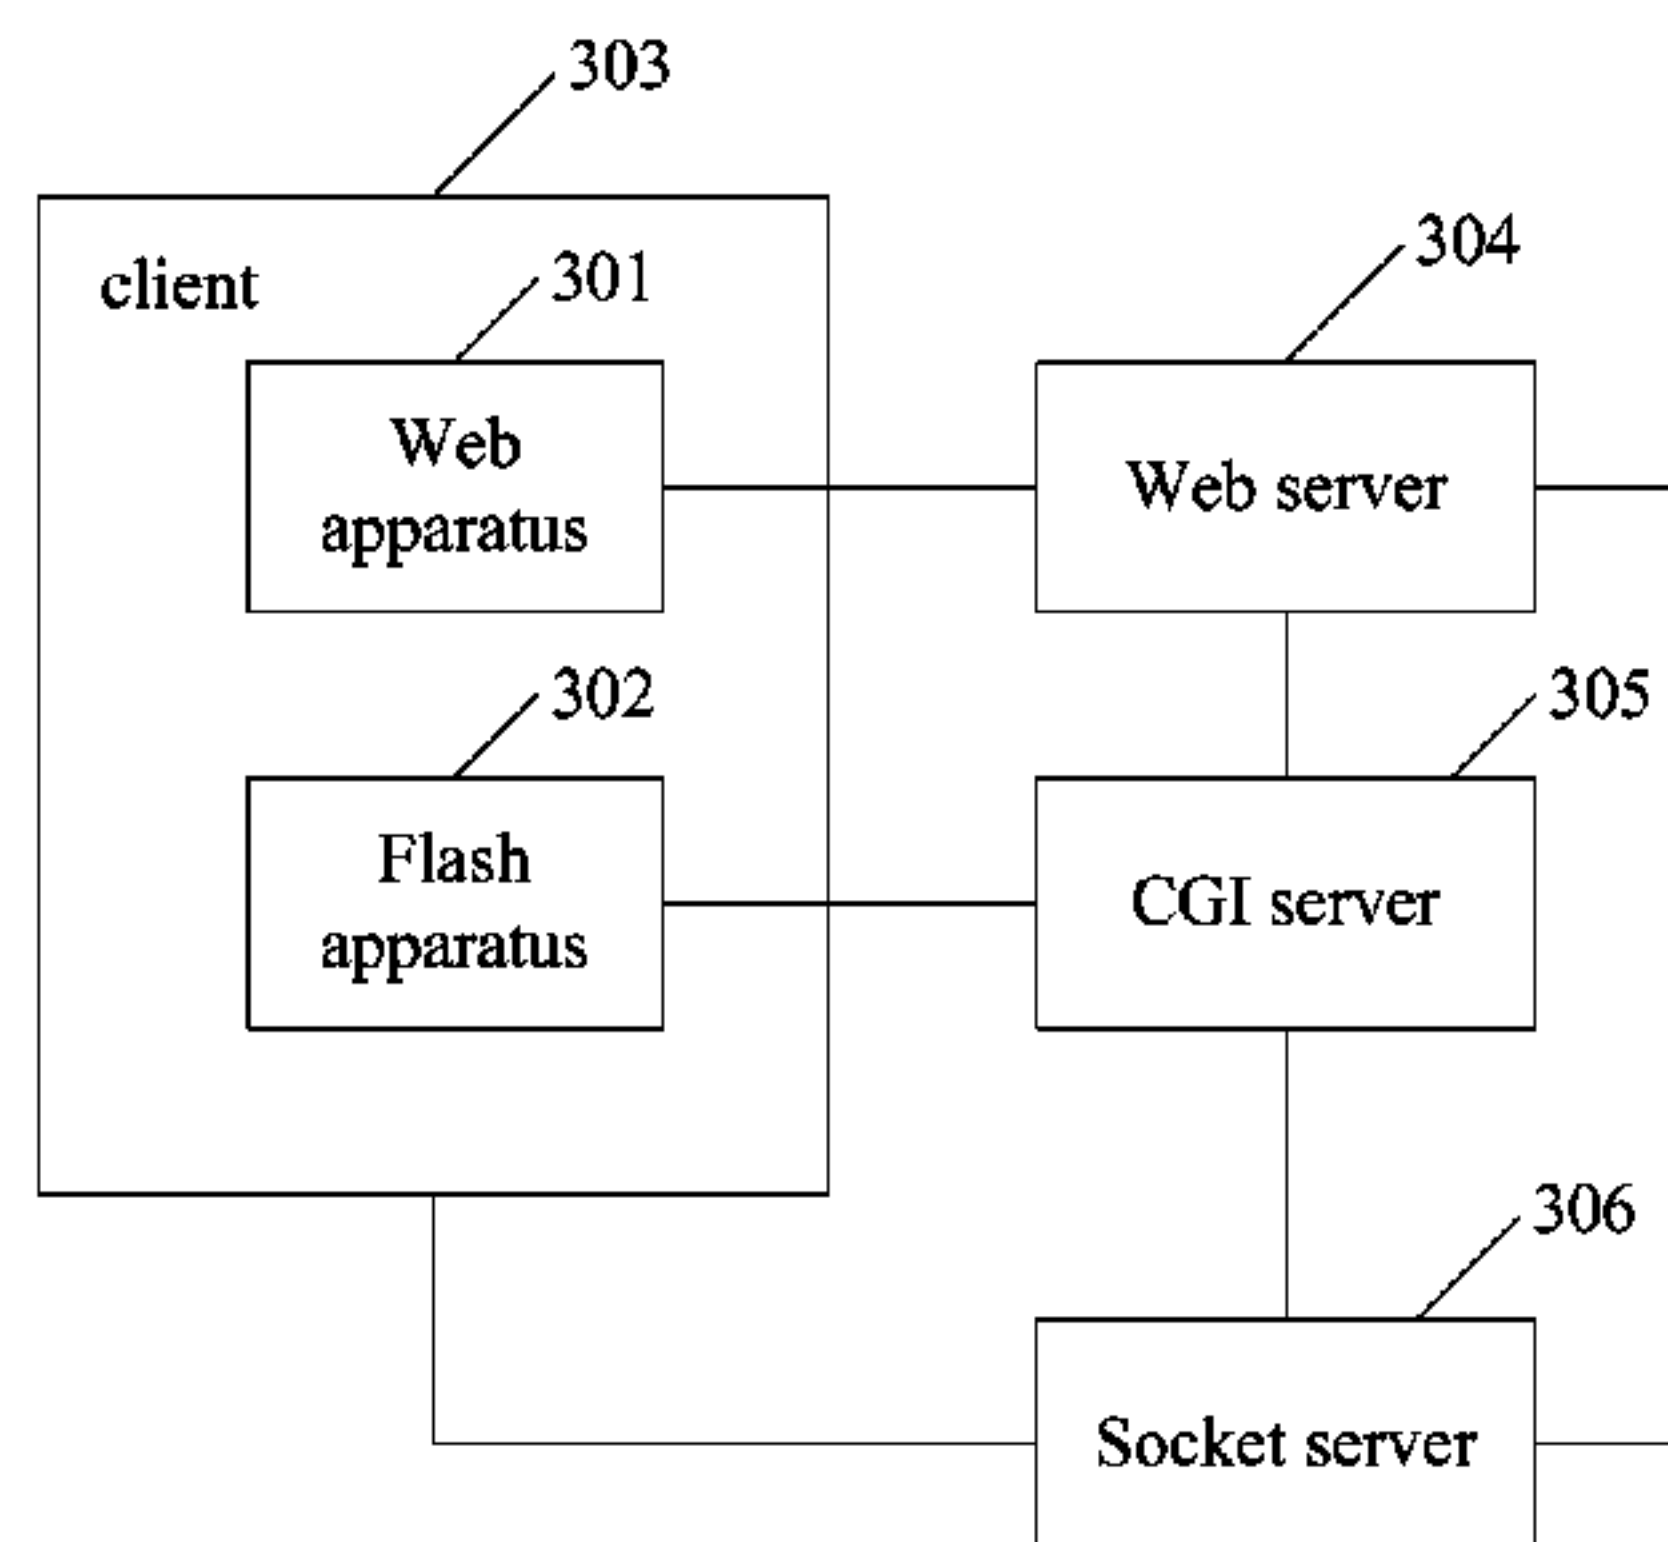 303
304
client
301
Web
apparatus
Web server
302
305
Flash
apparatus
CGI server
306
Socket server